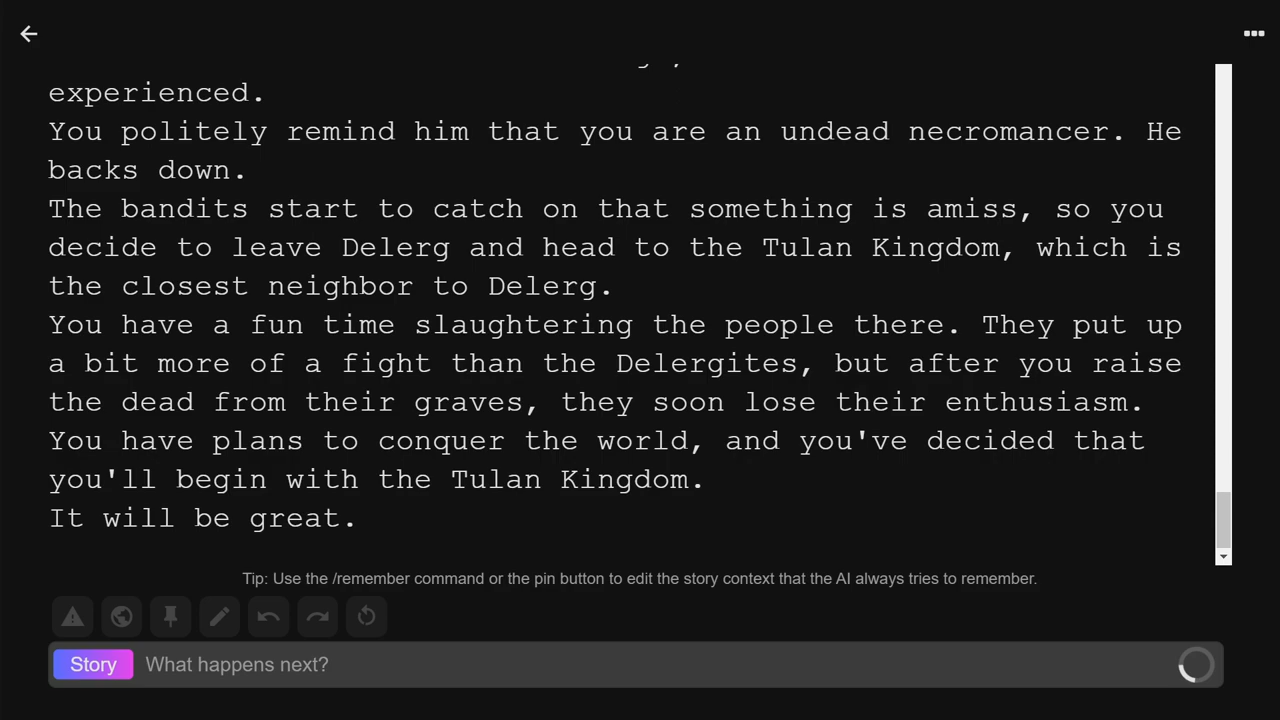 experienced.
You politely remind him that you are an undead necromancer. He
backs down.
The bandits start to catch on that something is amiss, so you
decide to leave Delerg and head to the Tulan Kingdom, which is
the closest neighbor to Delerg.
You have a fun time slaughtering the people there. They put up
a bit more of a fight than the Delergites, but after you raise
the dead from their graves, they soon lose their enthusiasm.
You have plans to conquer the world, and you've decided that
you'll begin with the Tulan Kingdom.
It will be great.
Tip: Use the /remember command or the pin button to edit the story context that the AI always tries to remember.
Story What happens next?